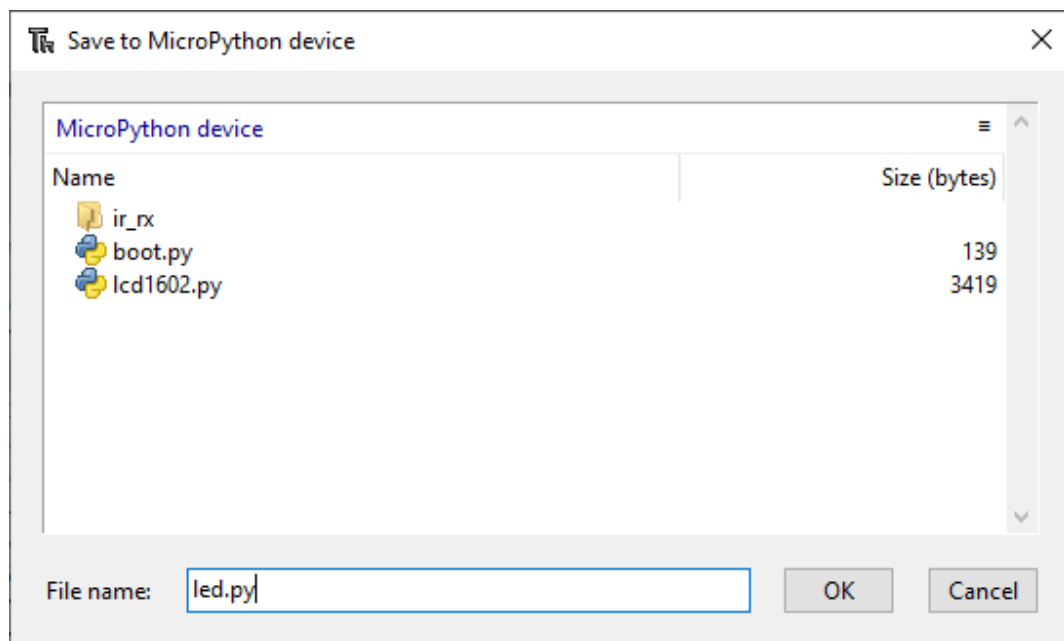 Save to MicroPython device
MicroPython device
Name Size (bytes)
ir_rx
boot.py 139
lcd1602.py 3419
File name: led.py OK Cancel